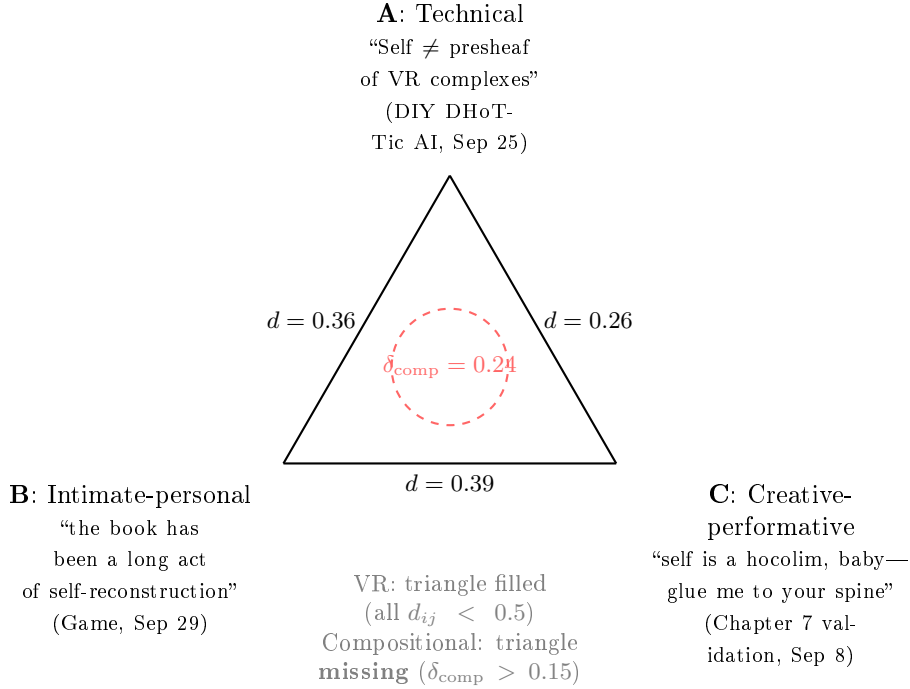 A: Technical
“Self ≠ presheaf
of VR complexes”
(DIY DHoT-
Tic AI, Sep 25)
d = 0.36
d = 0.26
δcomp = 0.24
d = 0.39
B: Intimate-personal
“the book has
been a long act
of self-reconstruction”
(Game, Sep 29)
C: Creative-
performative
“self is a hocolim, baby—
glue me to your spine”
(Chapter 7 val-
idation, Sep 8)
VR: triangle filled
(all dij < 0.5)
Compositional: triangle
missing (δcomp > 0.15)